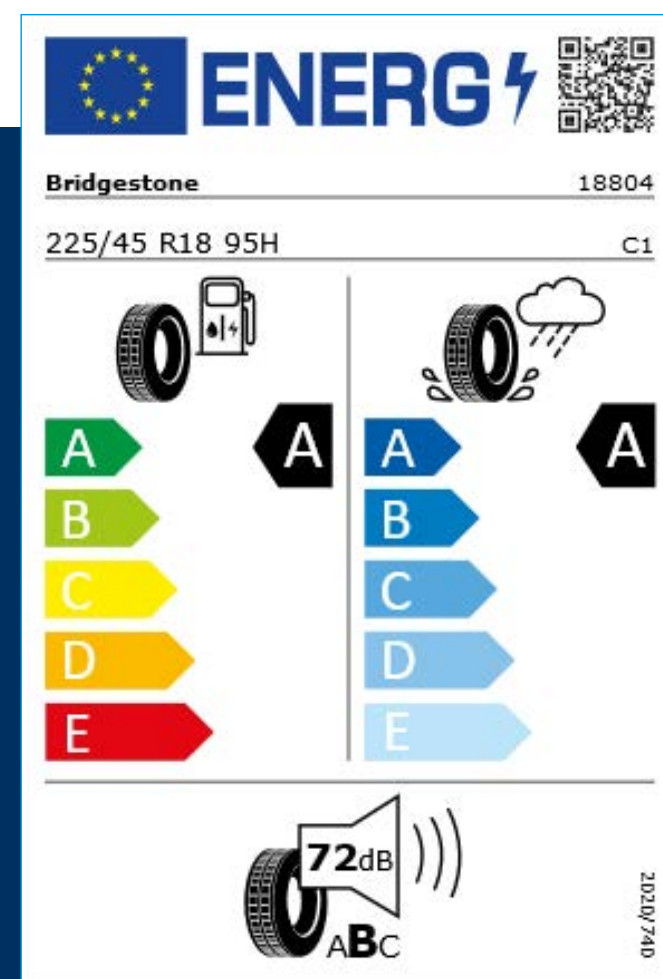 ENERG
Bridgestone 18804
225/45 R18 95H C1
A A A A
B B
C C
D D
E E
72dB
ABC
2020/740